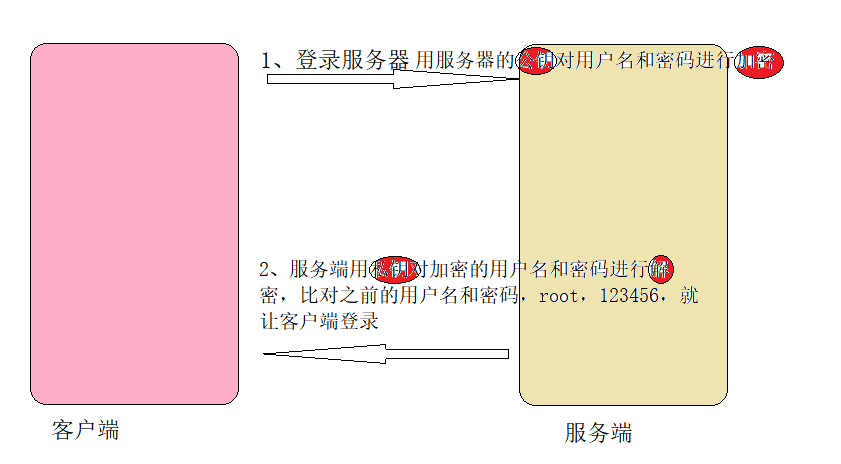 1、登录服务器 用服务器的公钥对用户名和密码进行加密
2、服务端用私钥对加密的用户名和密码进行解
密，比对之前的用户名和密码，root，123456，就
让客户端登录
客户端
服务端